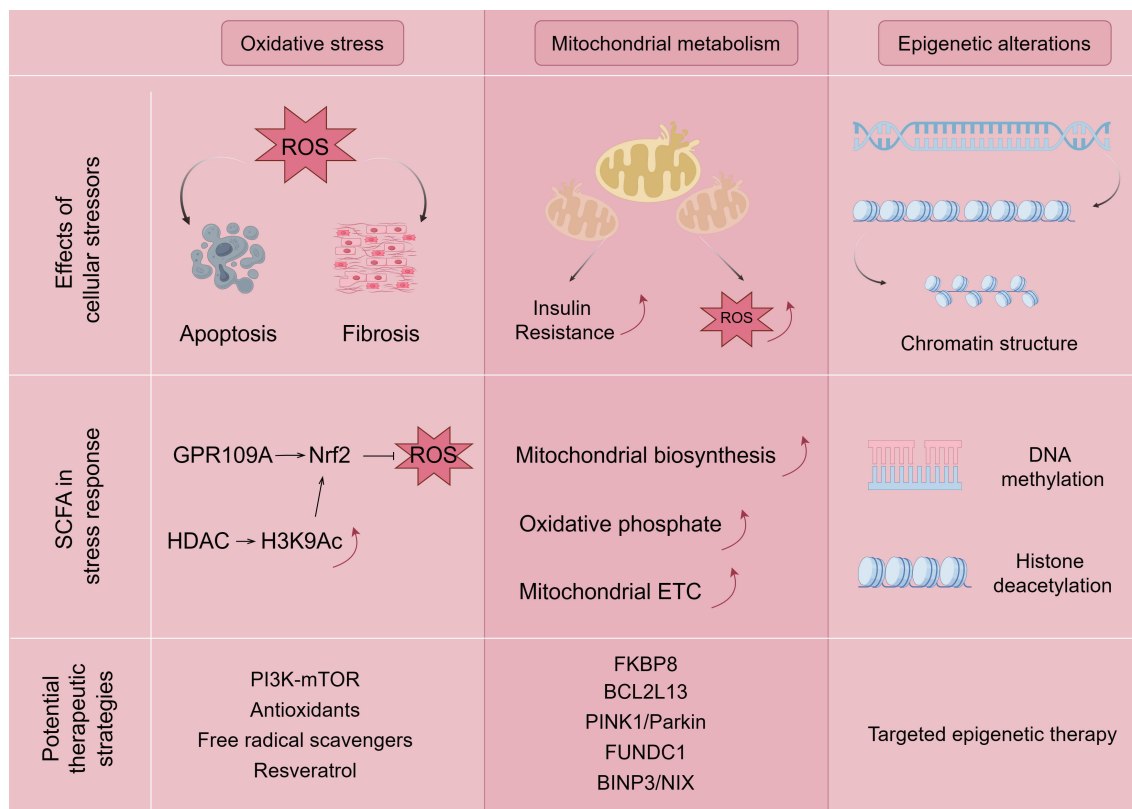 Oxidative stress
Mitochondrial metabolism
Epigenetic alterations
Effects of
cellular stressors
ROS
Apoptosis
Fibrosis
Insulin
Resistance
ROS
Chromatin structure
SCFA in
stress response
GPR109A
Nrf2
ROS
HDAC
H3K9Ac
Mitochondrial biosynthesis
Oxidative phosphate
Mitochondrial ETC
DNA
methylation
Histone
deacetylation
Potential
therapeutic
strategies
PI3K-mTOR
Antioxidants
Free radical scavengers
Resveratrol
FKBP8
BCL2L13
PINK1/Parkin
FUNDC1
BINP3/NIX
Targeted epigenetic therapy